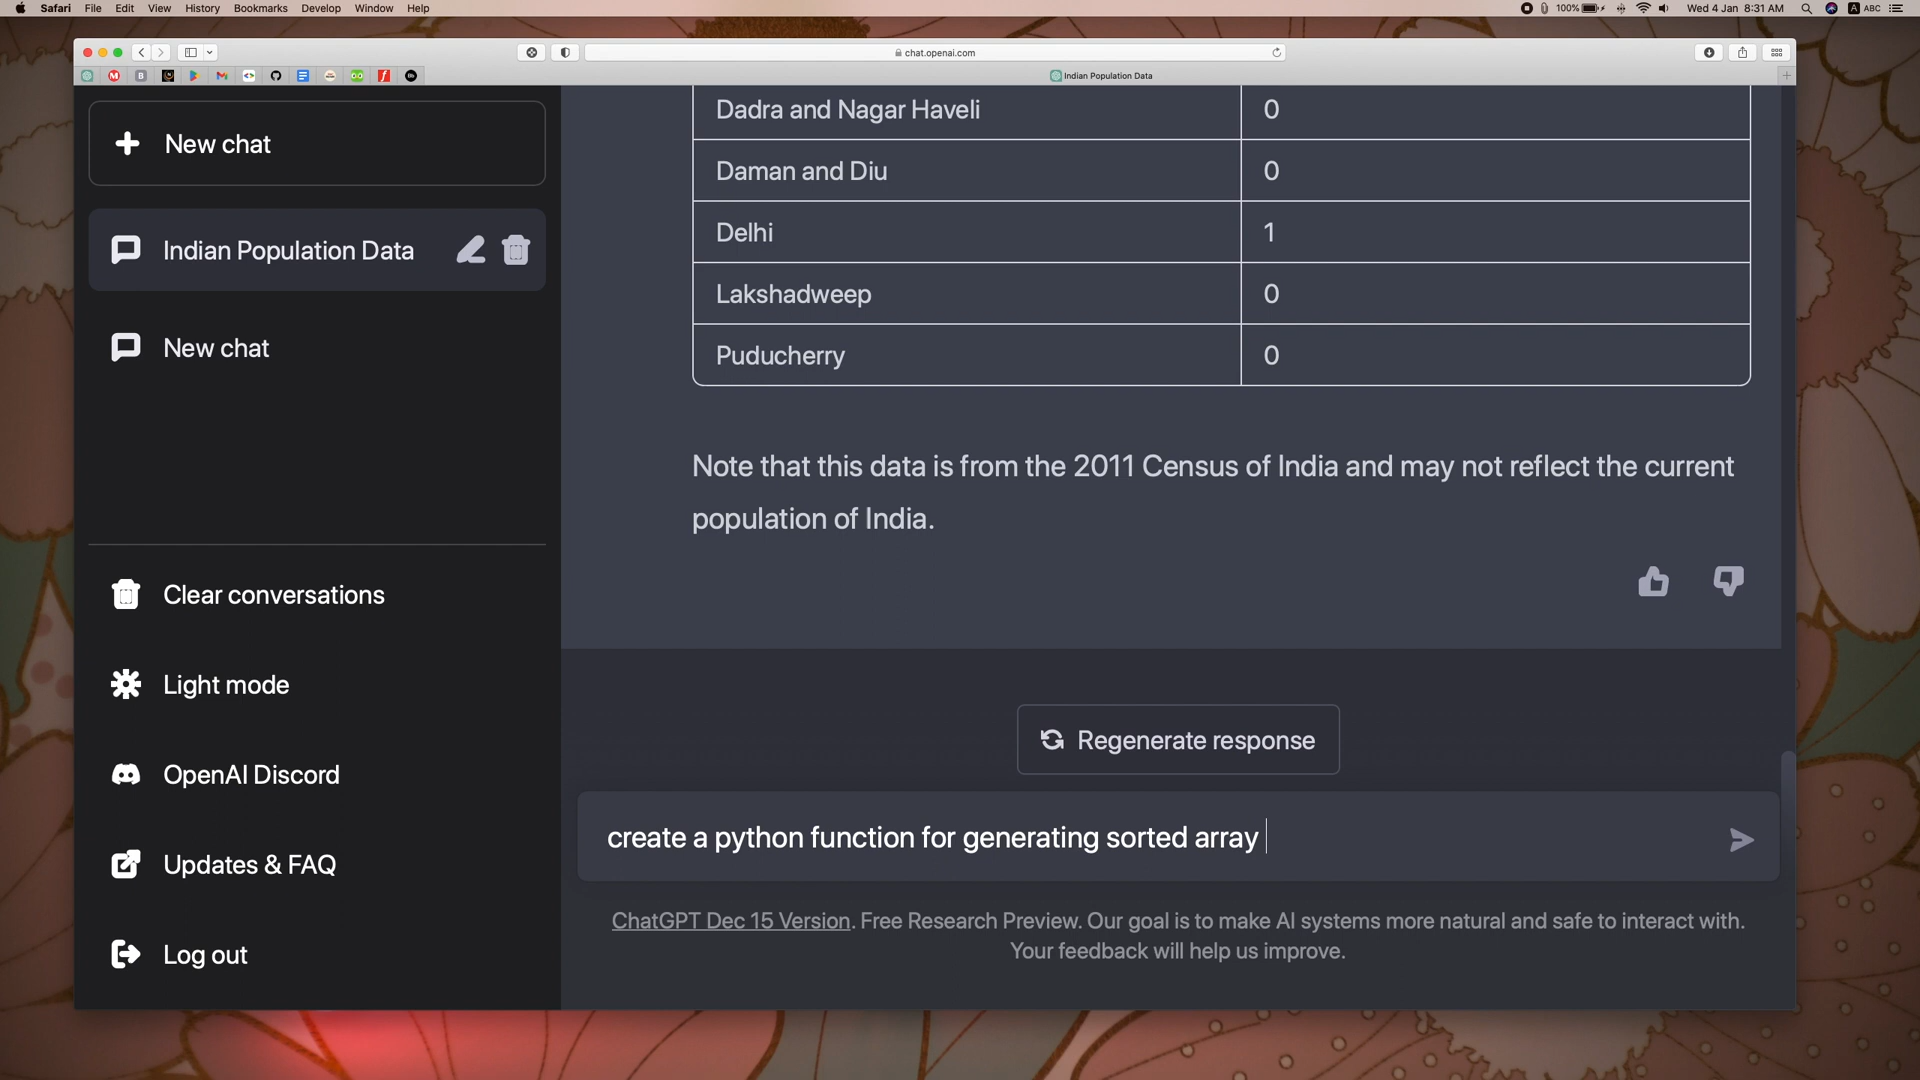 Safari File Edit View History Bookmarks Develop Window Help
100% Wed 4 Jan 8:31 AM A ABC
chat.openai.com
Indian Population Data
New chat
Indian Population Data
New chat
Clear conversations
Light mode
OpenAI Discord
Updates & FAQ
Log out
Dadra and Nagar Haveli 0
Daman and Diu 0
Delhi 1
Lakshadweep 0
Puducherry 0
Note that this data is from the 2011 Census of India and may not reflect the current
population of India.
Regenerate response
create a python function for generating sorted array
ChatGPT Dec 15 Version. Free Research Preview. Our goal is to make AI systems more natural and safe to interact with.
Your feedback will help us improve.